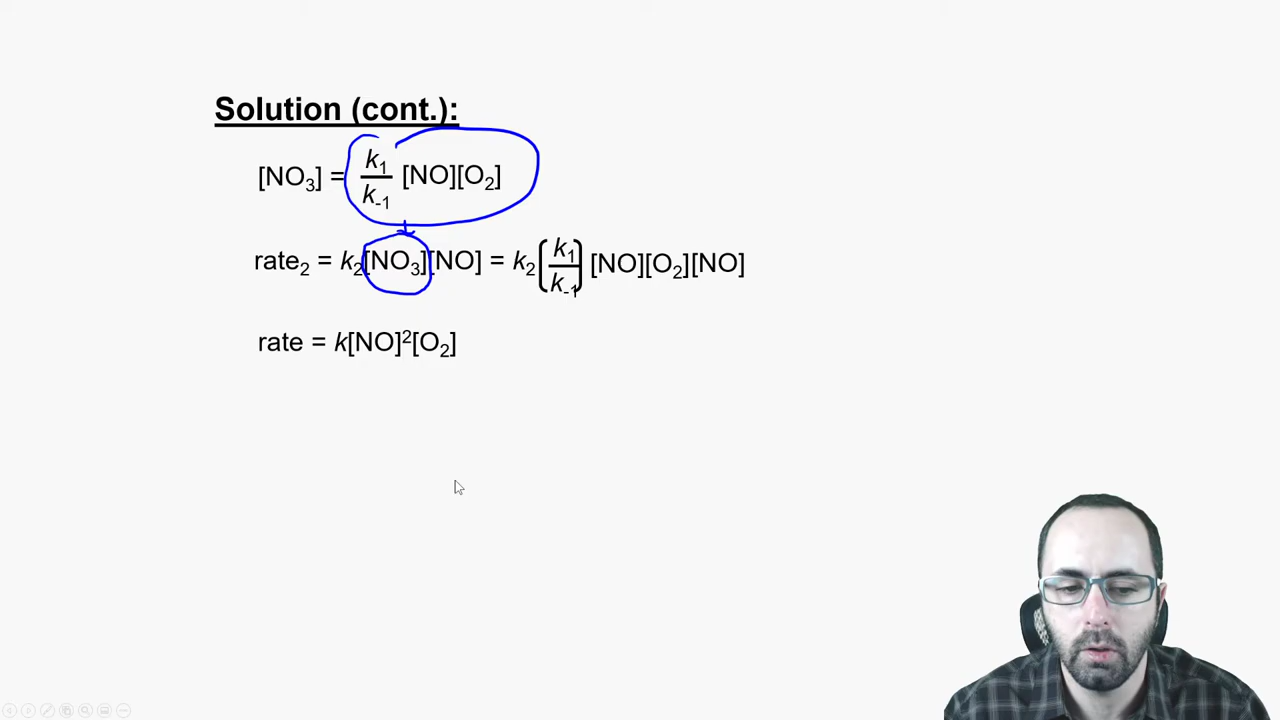 Solution (cont.):
[NO₃] = k₁/k₋₁ [NO][O₂]
rate₂ = k₂[NO₃][NO] = k₂(k₁/k₋₁) [NO][O₂][NO]
rate = k[NO]²[O₂]